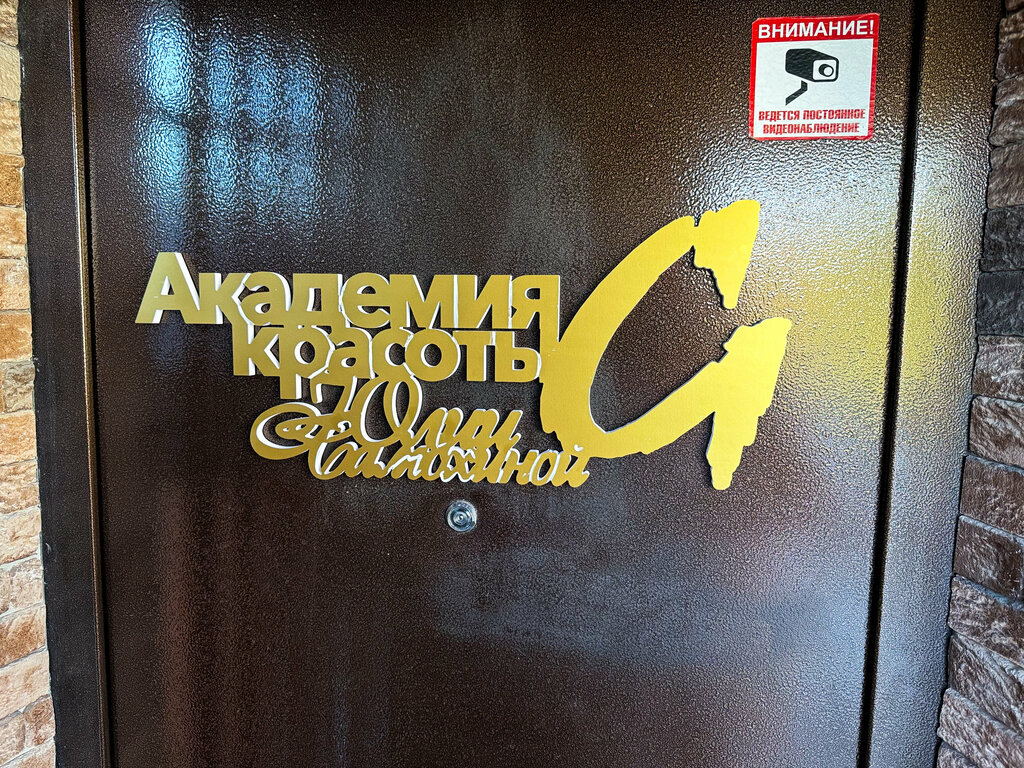 ВНИМАНИЕ!
ВЕДЕТСЯ ПОСТОЯННОЕ
ВИДЕОНАБЛЮДЕНИЕ
Академия
красоты
Юлии
Самохиной
С